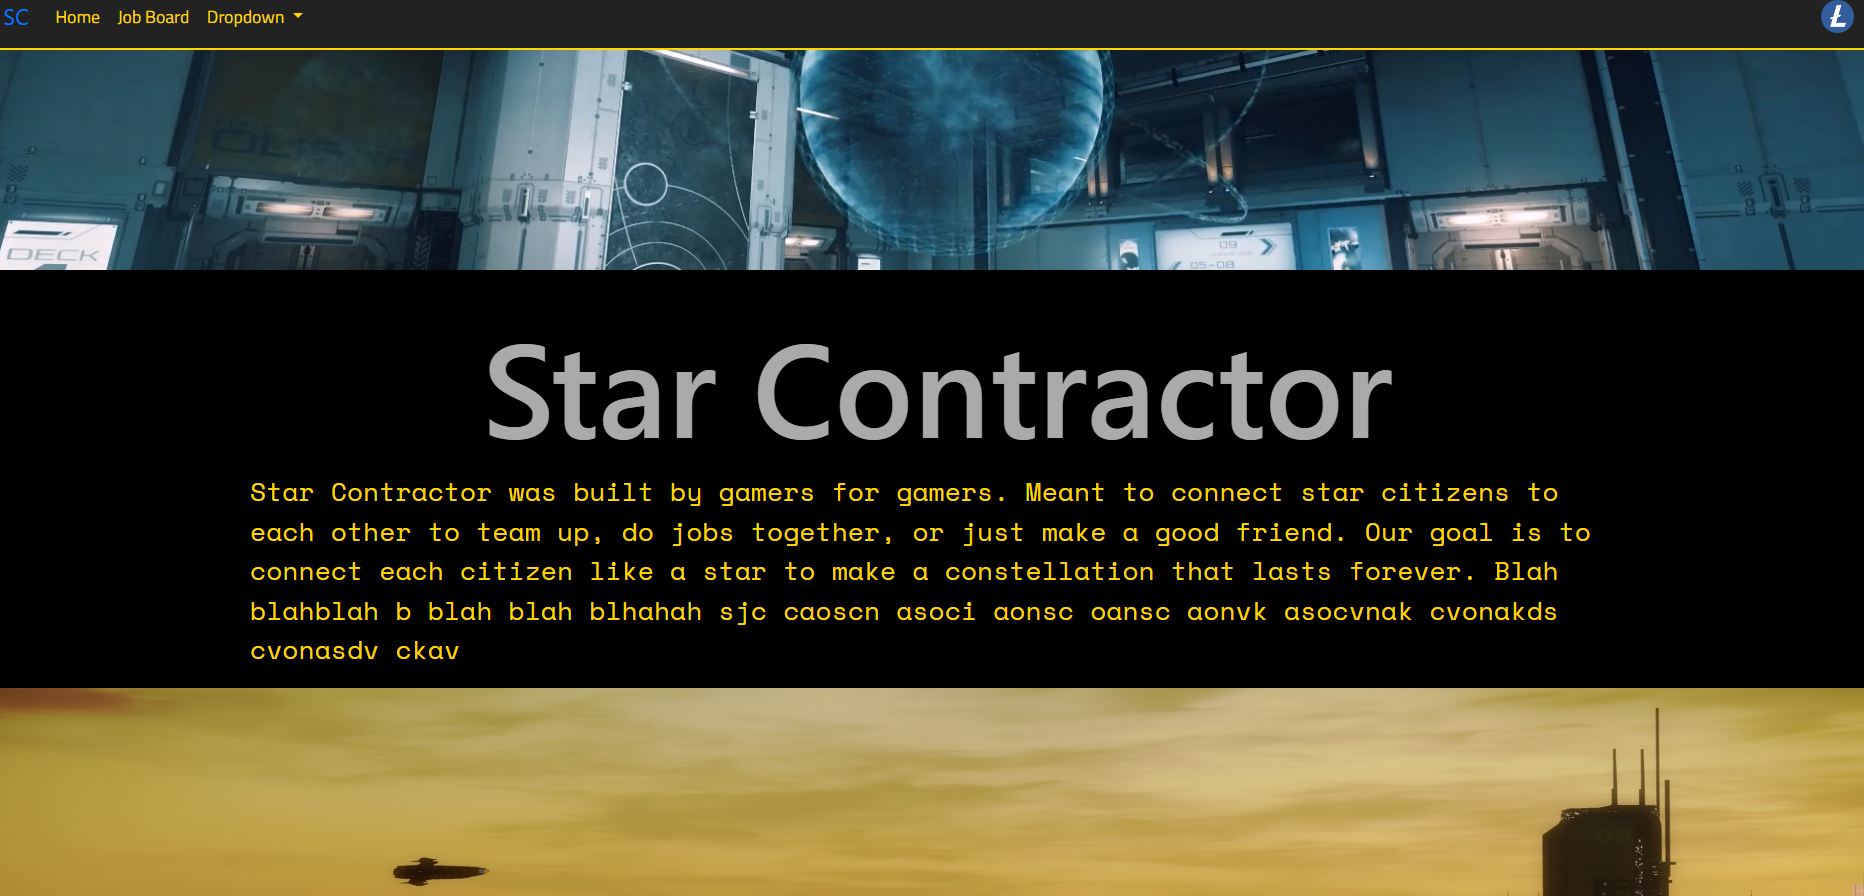 SC Home Job Board Dropdown
DECK
09
05-08
Star Contractor
Star Contractor was built by gamers for gamers. Meant to connect star citizens to
each other to team up, do jobs together, or just make a good friend. Our goal is to
connect each citizen like a star to make a constellation that lasts forever. Blah
blahblah b blah blah blhahah sjc caoscn asoci aonsc oansc aonvk asocvnak cvonakds
cvonasdv ckav
09